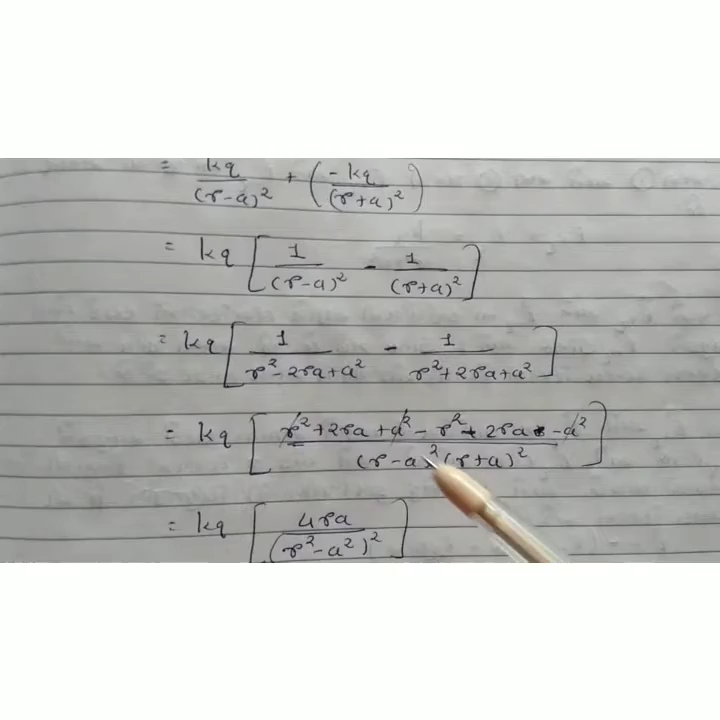 = kq/(r-a)² + (-kq/(r+a)²)
= kq [1/(r-a)² - 1/(r+a)²]
= kq [1/(r²-2ra+a²) - 1/(r²+2ra+a²)]
= kq [(r²+2ra+a²-r²+2ra-a²)/((r-a)²(r+a)²)]
= kq [4ra/(r²-a²)²]